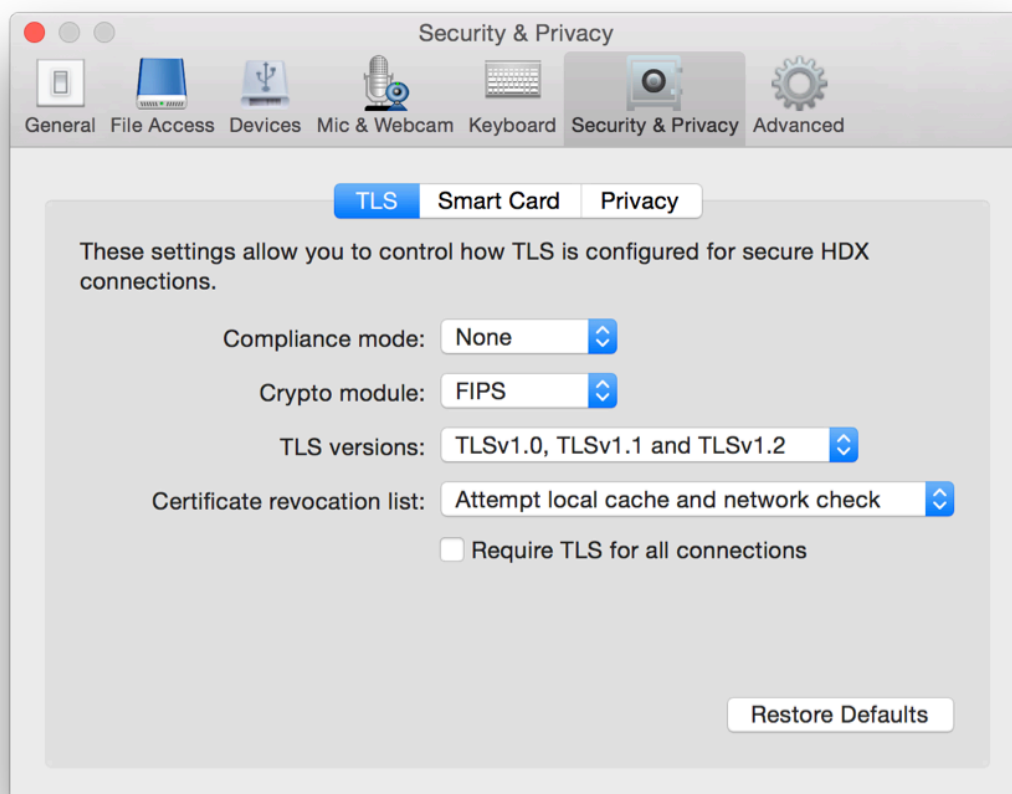 Security & Privacy
General File Access Devices Mic & Webcam Keyboard Security & Privacy Advanced
TLS Smart Card Privacy
These settings allow you to control how TLS is configured for secure HDX
connections.
Compliance mode: None
Crypto module: FIPS
TLS versions: TLSv1.0, TLSv1.1 and TLSv1.2
Certificate revocation list: Attempt local cache and network check
Require TLS for all connections
Restore Defaults